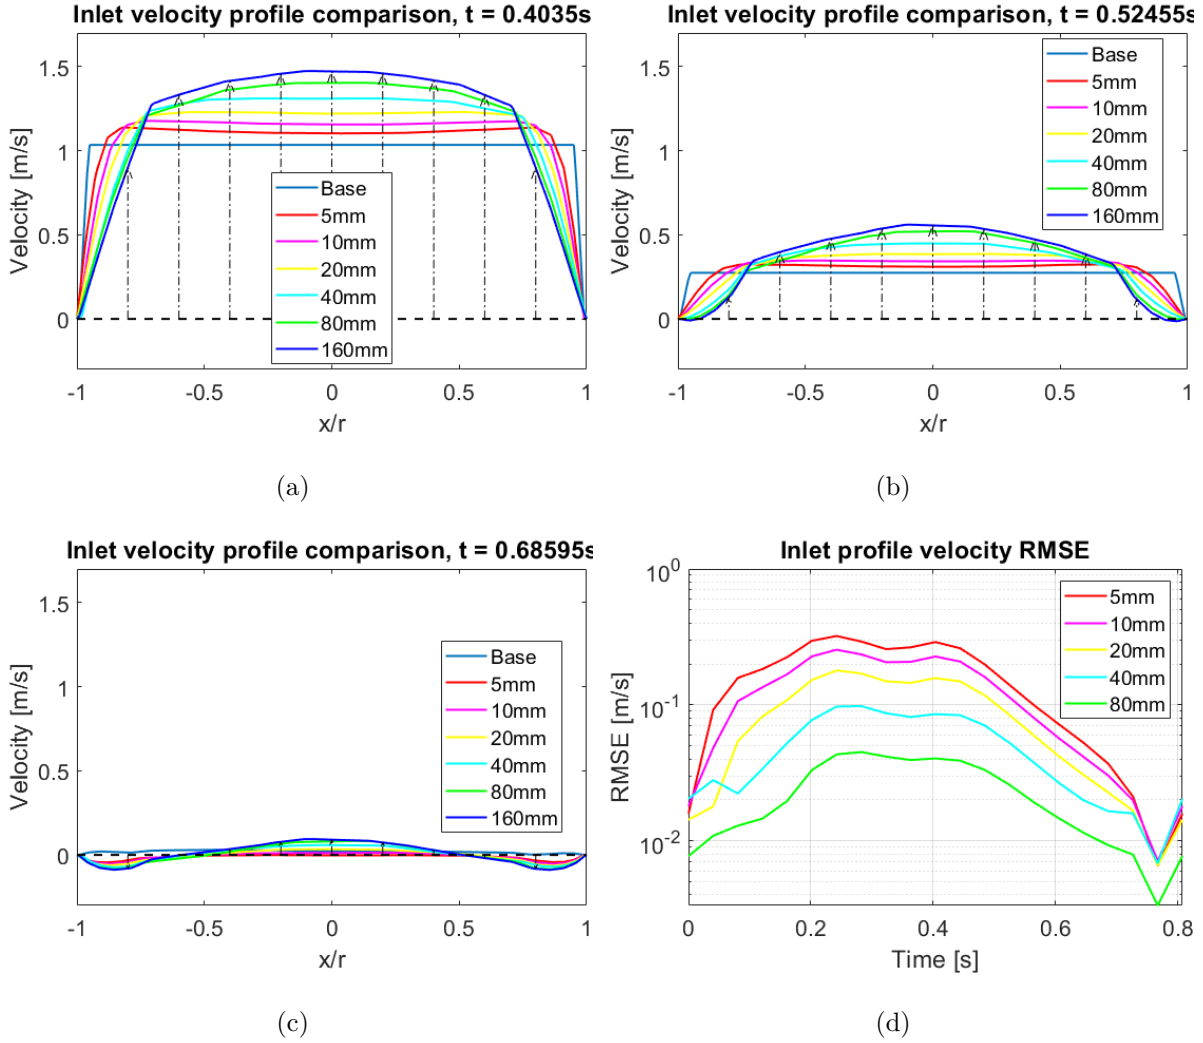 Inlet velocity profile comparison, t = 0.4035s
Velocity [m/s]
1.5
1
0.5
0
-1 -0.5 0 0.5 1
x/r
Base
5mm
10mm
20mm
40mm
80mm
160mm
(a)
Inlet velocity profile comparison, t = 0.52455s
Velocity [m/s]
1.5
1
0.5
0
-1 -0.5 0 0.5 1
x/r
Base
5mm
10mm
20mm
40mm
80mm
160mm
(b)
Inlet velocity profile comparison, t = 0.68595s
Velocity [m/s]
1.5
1
0.5
0
-1 -0.5 0 0.5 1
x/r
Base
5mm
10mm
20mm
40mm
80mm
160mm
(c)
Inlet profile velocity RMSE
RMSE [m/s]
10^0
10^-1
10^-2
0 0.2 0.4 0.6 0.8
Time [s]
5mm
10mm
20mm
40mm
80mm
(d)